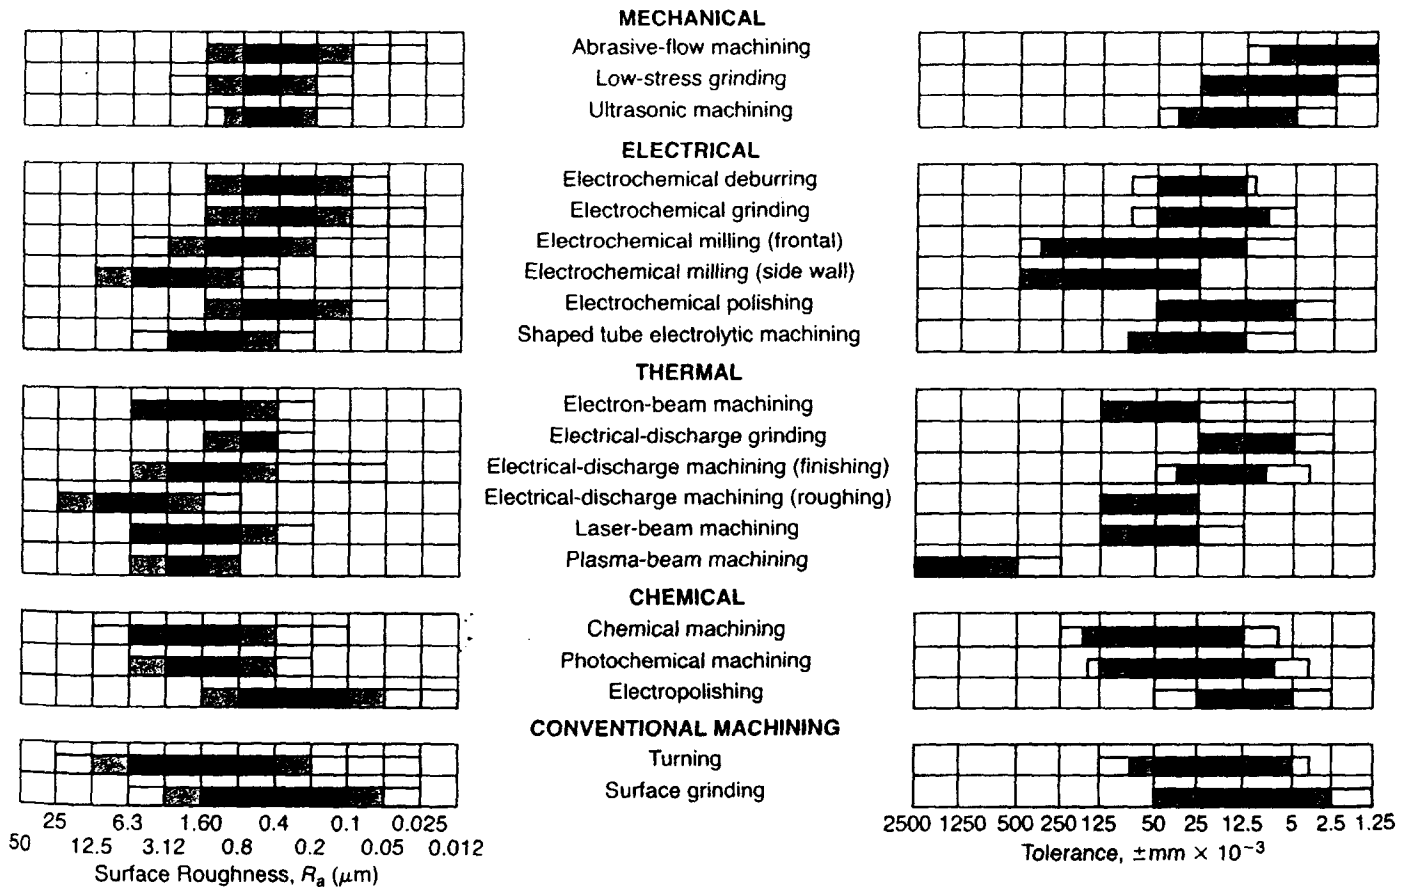 MECHANICAL
Abrasive-flow machining
Low-stress grinding
Ultrasonic machining
ELECTRICAL
Electrochemical deburring
Electrochemical grinding
Electrochemical milling (frontal)
Electrochemical milling (side wall)
Electrochemical polishing
Shaped tube electrolytic machining
THERMAL
Electron-beam machining
Electrical-discharge grinding
Electrical-discharge machining (finishing)
Electrical-discharge machining (roughing)
Laser-beam machining
Plasma-beam machining
CHEMICAL
Chemical machining
Photochemical machining
Electropolishing
CONVENTIONAL MACHINING
Turning
Surface grinding
25 6.3 1.60 0.4 0.1 0.025
50 12.5 3.12 0.8 0.2 0.05 0.012
Surface Roughness, Ra (μm)
2500 1250 500 250 125 50 25 12.5 5 2.5 1.25
Tolerance, ±mm × 10⁻³